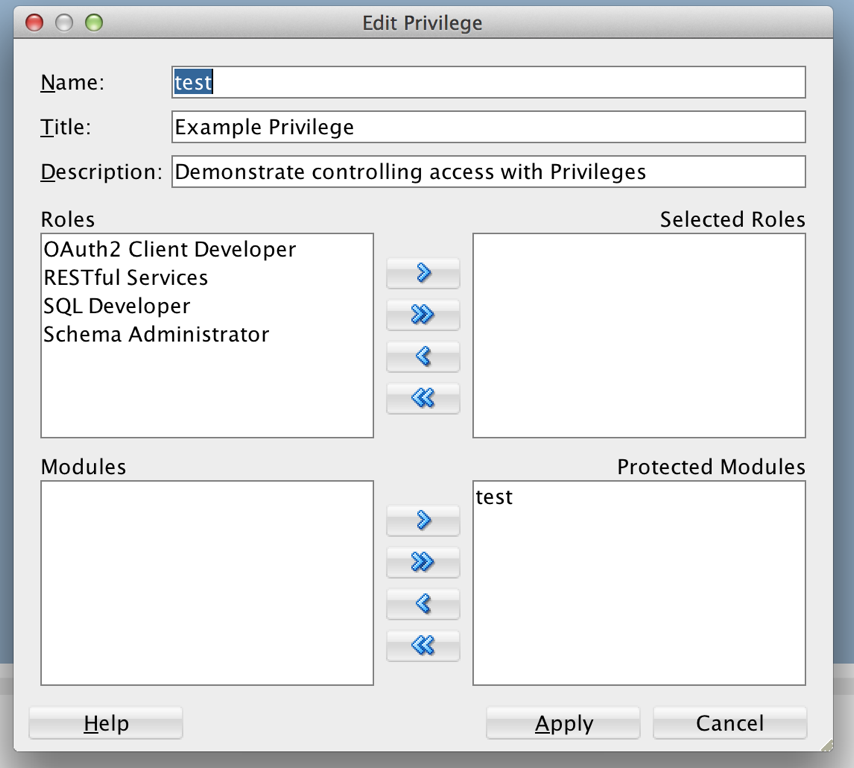 Edit Privilege
Name: test
Title: Example Privilege
Description: Demonstrate controlling access with Privileges
Roles
OAuth2 Client Developer
RESTful Services
SQL Developer
Schema Administrator
Selected Roles
Modules
Protected Modules
test
Help Apply Cancel